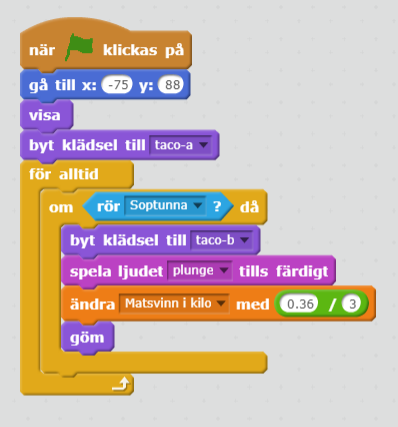 när klickas på
gå till x: -75 y: 88
visa
byt klädsel till taco-a
för alltid
om rör Soptunna ? då
byt klädsel till taco-b
spela ljudet plunge tills färdigt
ändra Matsvinn i kilo med 0.36 / 3
göm